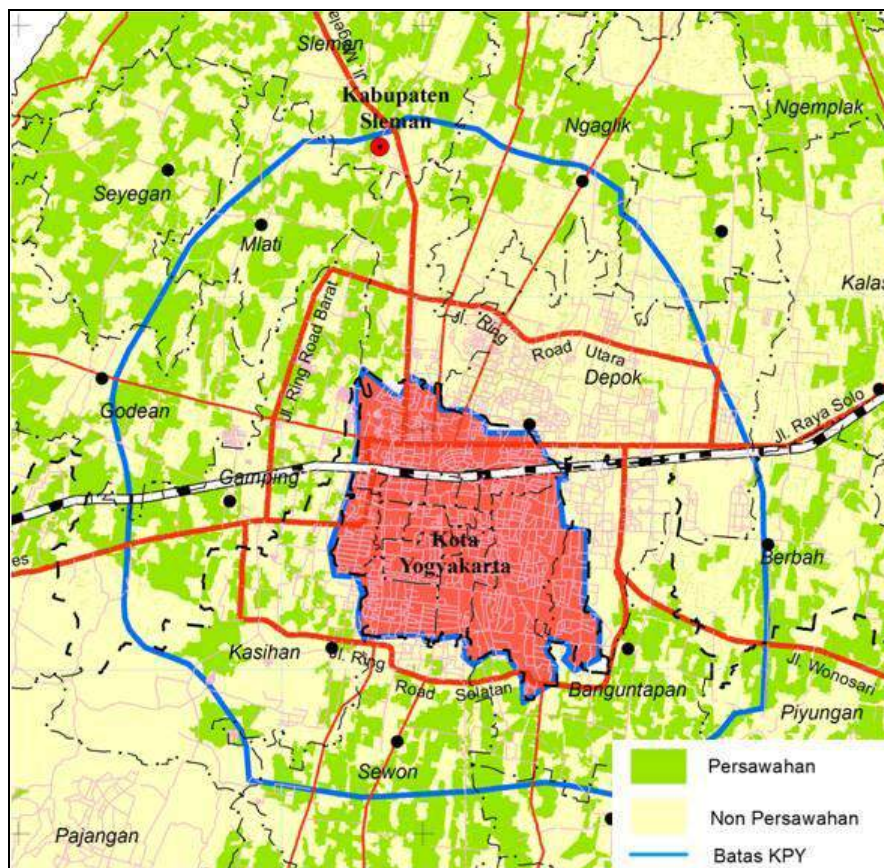 Sleman
Jl. Magela
Kabupaten
Sleman
Ngaglik
Ngemplak
Seyegan
Mlati
Kalas
Jl. Ring Road Barat
Jl. Ring
Road Utara
Depok
Godean
Jl. Raya Solo
Gamping
Kota
Yogyakarta
es
Berbah
Kasihan
Jl. Ring
Road Selatan
Banguntapan
Jl. Wonosari
Piyungan
Sewon
Pajangan
Persawahan
Non Persawahan
Batas KPY